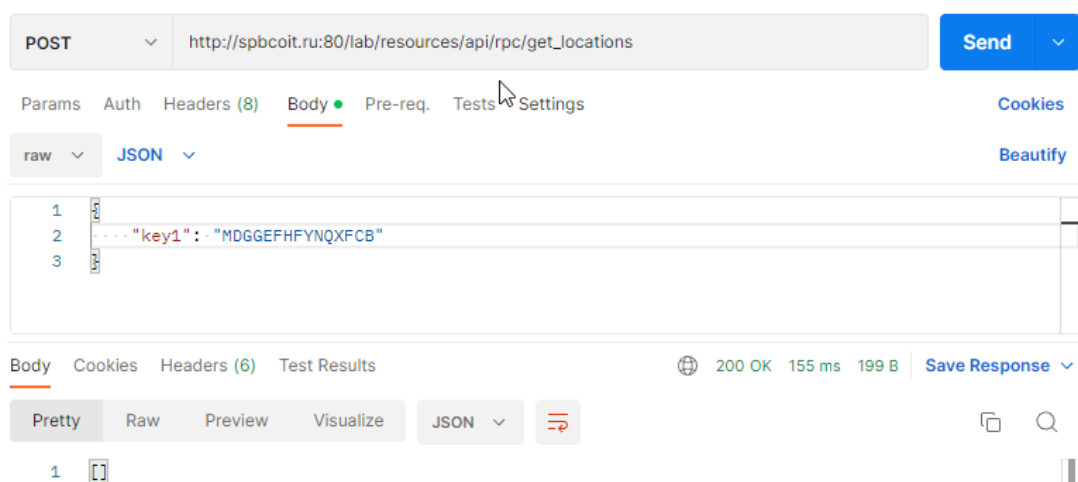 POST http://spbcoit.ru:80/lab/resources/api/rpc/get_locations Send
Params Auth Headers (8) Body Pre-req. Tests Settings Cookies
raw JSON Beautify
1 {
2 "key1": "MDGGEFHFYNQXFCB"
3 }
Body Cookies Headers (6) Test Results 200 OK 155 ms 199 B Save Response
Pretty Raw Preview Visualize JSON
1 []